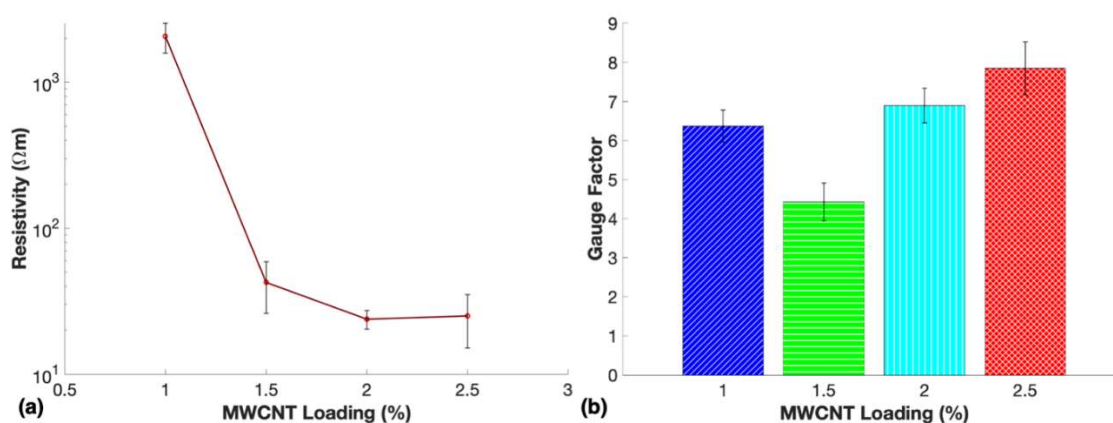 10³
10²
10¹
Resistivity (Ωm)
0.5 1 1.5 2 2.5 3
MWCNT Loading (%)
(a)
9
8
7
6
5
4
3
2
1
0
Gauge Factor
1 1.5 2 2.5
MWCNT Loading (%)
(b)